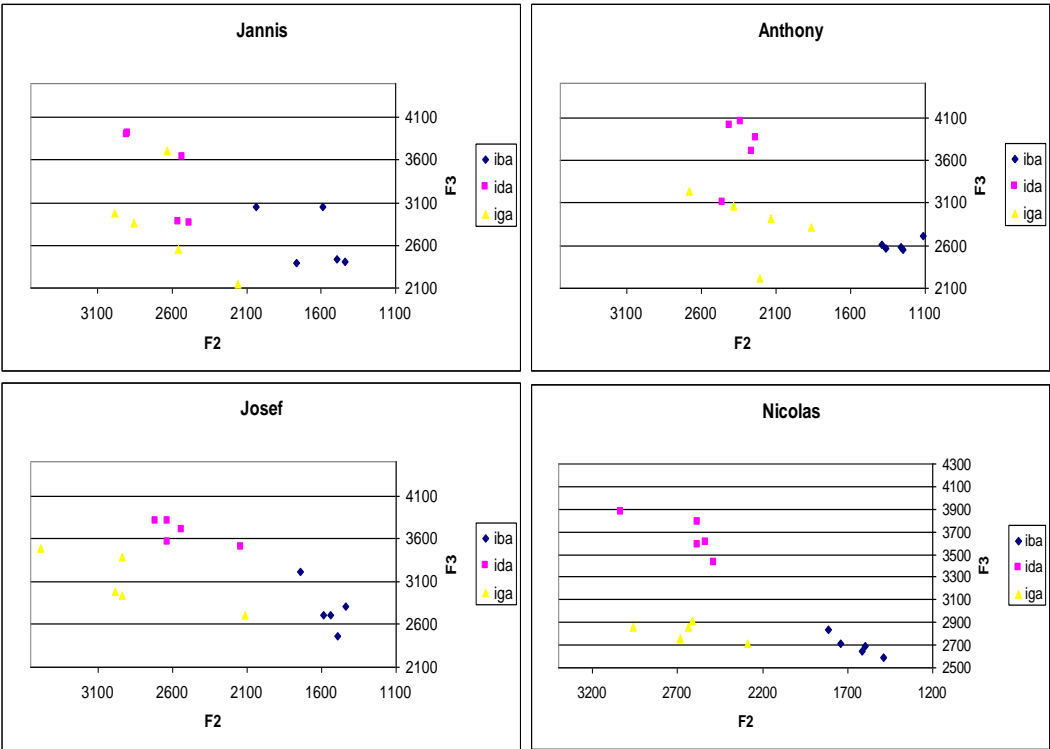 Jannis
4100
3600
3100
2600
2100
F3
3100 2600 2100 1600 1100
F2
iba
ida
iga
Anthony
4100
3600
3100
2600
2100
F3
3100 2600 2100 1600 1100
F2
iba
ida
iga
Josef
4100
3600
3100
2600
2100
F3
3100 2600 2100 1600 1100
F2
iba
ida
iga
Nicolas
4300
4100
3900
3700
3500
3300
3100
2900
2700
2500
F3
3200 2700 2200 1700 1200
F2
iba
ida
iga